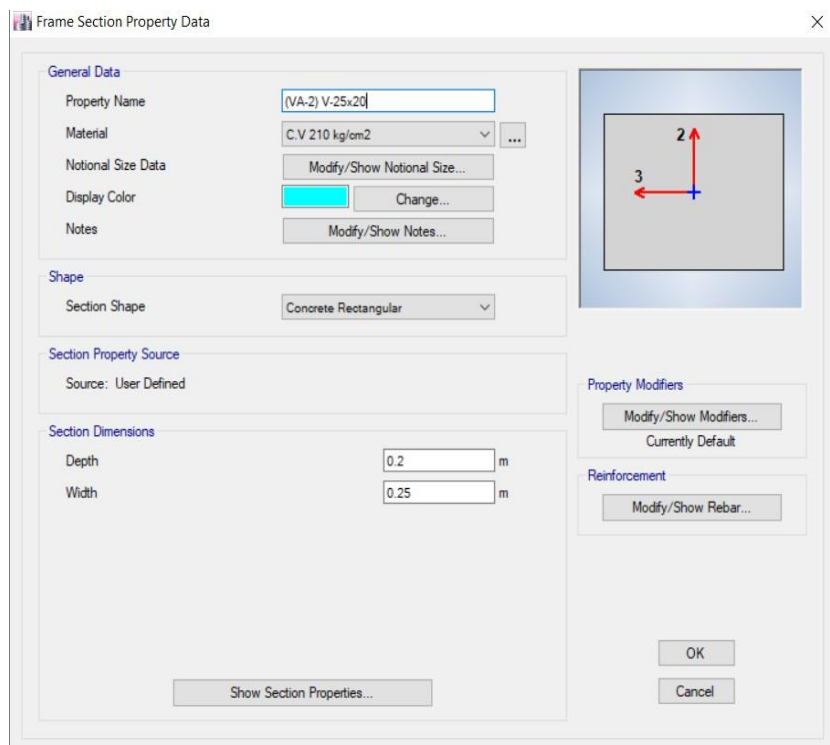 Frame Section Property Data
General Data
Property Name (VA-2) V-25x20
Material C.V 210 kg/cm2 ...
Notional Size Data Modify/Show Notional Size...
Display Color Change...
Notes Modify/Show Notes...
2
3
Shape
Section Shape Concrete Rectangular
Section Property Source
Source: User Defined
Property Modifiers
Modify/Show Modifiers...
Currently Default
Section Dimensions
Depth 0.2 m
Width 0.25 m
Reinforcement
Modify/Show Rebar...
Show Section Properties...
OK
Cancel